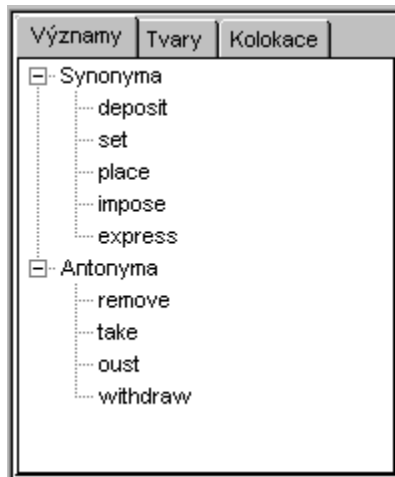 Významy Tvary Kolokace
Synonyma
deposit
set
place
impose
express
Antonyma
remove
take
oust
withdraw